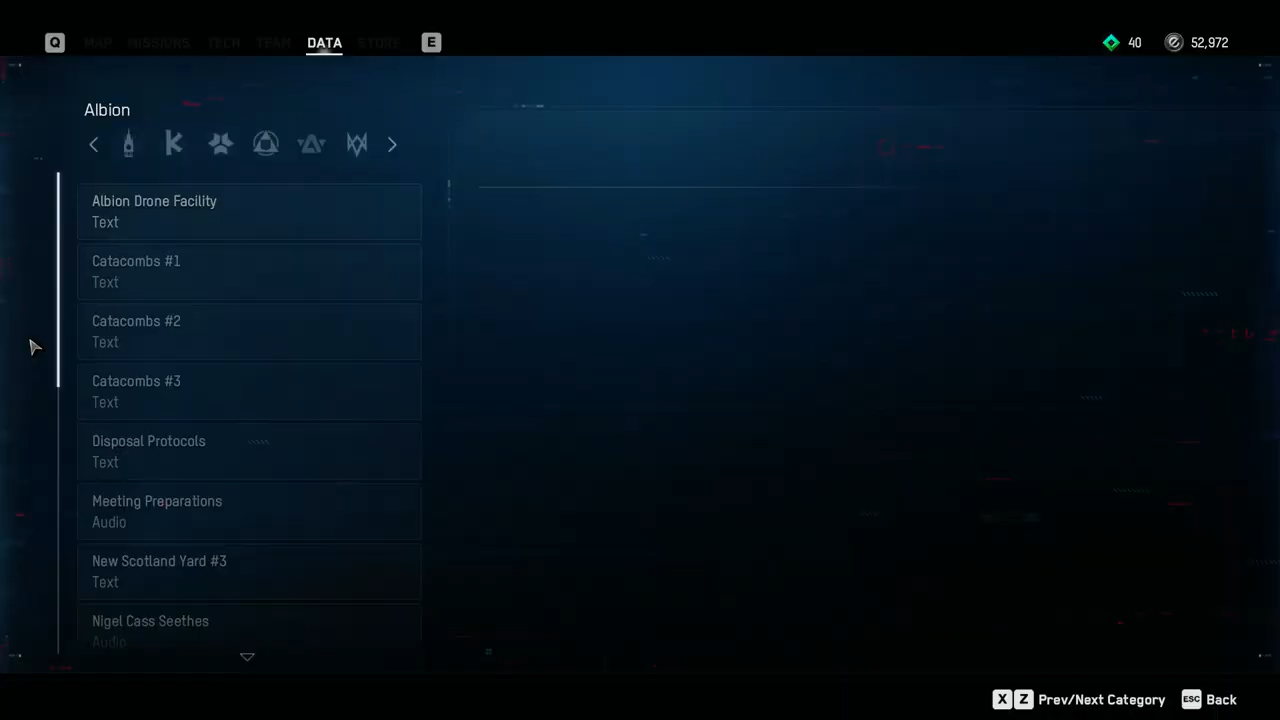 Q MAP MISSIONS TECH TEAM DATA STORE E 40 52,972
Albion
Albion Drone Facility
Text
Catacombs #1
Text
Catacombs #2
Text
Catacombs #3
Text
Disposal Protocols
Text
Meeting Preparations
Audio
New Scotland Yard #3
Text
Nigel Cass Seethes
Audio
X Z Prev/Next Category ESC Back